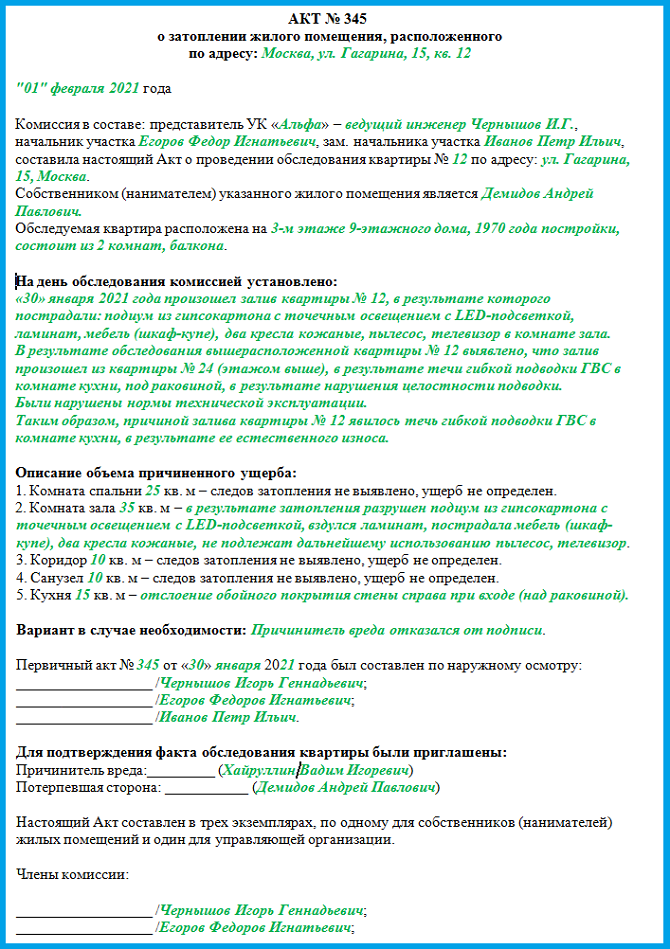 АКТ № 345
о затоплении жилого помещения, расположенного
по адресу: Москва, ул. Гагарина, 15, кв. 12
"01" февраля 2021 года
Комиссия в составе: представитель УК «Альфа» – ведущий инженер Чернышов И.Г.,
начальник участка Егоров Федор Игнатьевич, зам. начальника участка Иванов Петр Ильич,
составила настоящий Акт о проведении обследования квартиры № 12 по адресу: ул. Гагарина,
15, Москва.
Собственником (нанимателем) указанного жилого помещения является Демидов Андрей
Павлович.
Обследуемая квартира расположена на 3-м этаже 9-этажного дома, 1970 года постройки,
состоит из 2 комнат, балкона.
На день обследования комиссией установлено:
«30» января 2021 года произошел залив квартиры № 12, в результате которого
пострадали: подиум из гипсокартона с точечным освещением с LED-подсветкой,
ламинат, мебель (шкаф-купе), два кресла кожаные, пылесос, телевизор в комнате зала.
В результате обследования вышерасположенной квартиры № 12 выявлено, что залив
произошел из квартиры № 24 (этажом выше), в результате течи гибкой подводки ГВС в
комнате кухни, под раковиной, в результате нарушения целостности подводки.
Были нарушены нормы технической эксплуатации.
Таким образом, причиной залива квартиры № 12 явилось течь гибкой подводки ГВС в
комнате кухни, в результате ее естественного износа.
Описание объема причиненного ущерба:
1. Комната спальни 25 кв. м – следов затопления не выявлено, ущерб не определен.
2. Комната зала 35 кв. м – в результате затопления разрушен подиум из гипсокартона с
точечным освещением с LED-подсветкой, вздулся ламинат, пострадала мебель (шкаф-
купе), два кресла кожаные, не подлежат дальнейшему использованию пылесос, телевизор.
3. Коридор 10 кв. м – следов затопления не выявлено, ущерб не определен.
4. Санузел 10 кв. м – следов затопления не выявлено, ущерб не определен.
5. Кухня 15 кв. м – отслоение обойного покрытия стены справа при входе (над раковиной).
Вариант в случае необходимости: Причинитель вреда отказался от подписи.
Первичный акт № 345 от «30» января 2021 года был составлен по наружному осмотру:
___________________ /Чернышов Игорь Геннадьевич;
___________________ /Егоров Федоров Игнатьевич;
___________________ /Иванов Петр Ильич.
Для подтверждения факта обследования квартиры были приглашены:
Причинитель вреда:_________ (Хайруллин Вадим Игоревич)
Потерпевшая сторона: ___________ (Демидов Андрей Павлович)
Настоящий Акт составлен в трех экземплярах, по одному для собственников (нанимателей)
жилых помещений и один для управляющей организации.
Члены комиссии:
___________________ /Чернышов Игорь Геннадьевич;
___________________ /Егоров Федоров Игнатьевич;